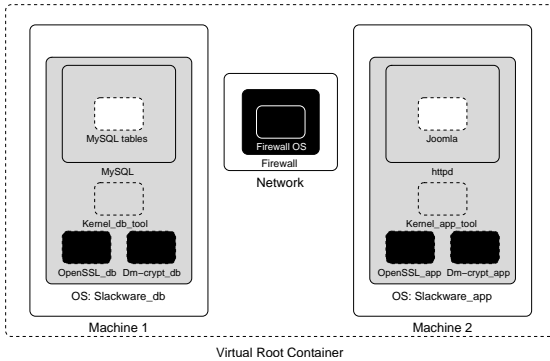 MySQL tables
MySQL
Kernel_db_tool
OpenSSL_db
Dm-crypt_db
OS: Slackware_db
Machine 1
Firewall OS
Firewall
Network
Joomla
httpd
Kernel_app_tool
OpenSSL_app
Dm-crypt_app
OS: Slackware_app
Machine 2
Virtual Root Container